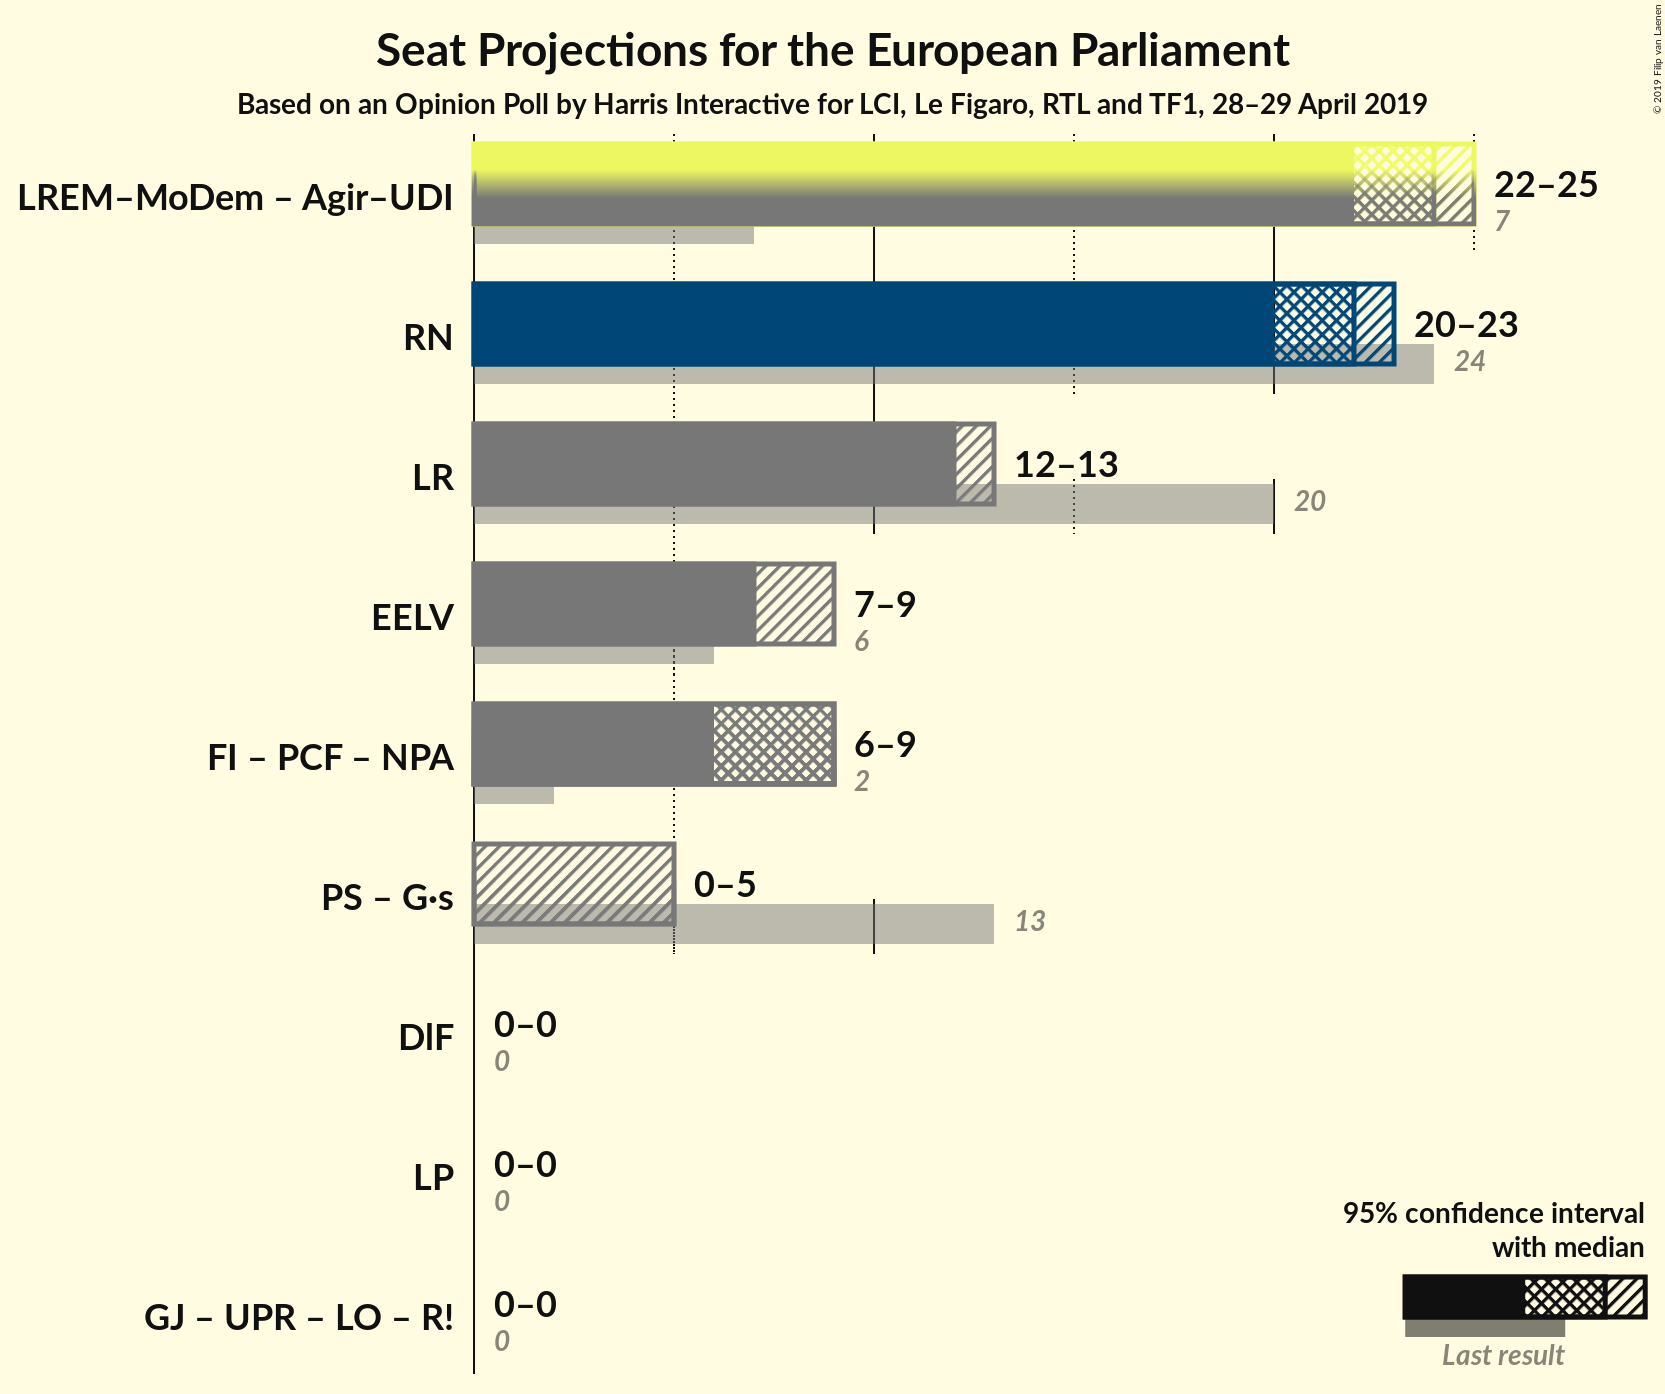 Seat Projections for the European Parliament
Based on an Opinion Poll by Harris Interactive for LCI, Le Figaro, RTL and TF1, 28–29 April 2019
© 2019 Filip van Laenen
LREM–MoDem – Agir–UDI
22–25
7
RN
20–23
24
LR
12–13
20
EELV
7–9
6
FI – PCF – NPA
6–9
2
PS – G·s
0–5
13
DlF
0–0
0
LP
0–0
0
GJ – UPR – LO – R!
0–0
0
95% confidence interval
with median
Last result